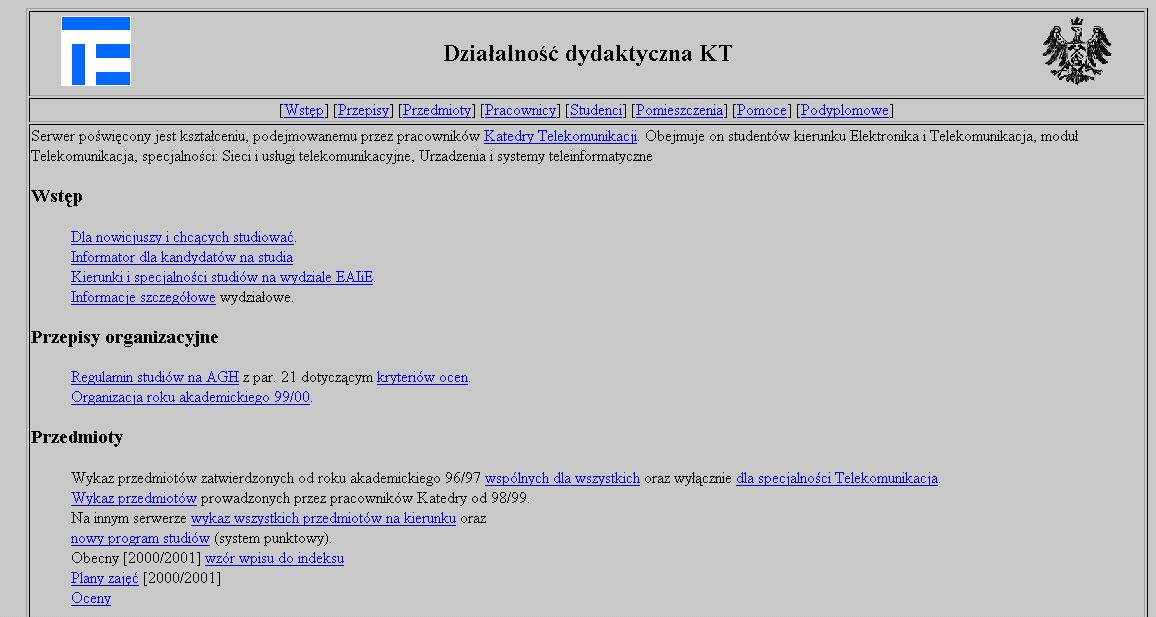 Działalność dydaktyczna KT
[Wstęp] [Przepisy] [Przedmioty] [Pracownicy] [Studenci] [Pomieszczenia] [Pomoce] [Podyplomowe]
Serwer poświęcony jest kształceniu, podejmowanemu przez pracowników Katedry Telekomunikacji. Obejmuje on studentów kierunku Elektronika i Telekomunikacja, moduł
Telekomunikacja, specjalności: Sieci i usługi telekomunikacyjne, Urzadzenia i systemy teleinformatyczne
Wstęp
Dla nowicjuszy i chcących studiować.
Informator dla kandydatów na studia
Kierunki i specjalności studiów na wydziale EAIiE.
Informacje szczegółowe wydziałowe.
Przepisy organizacyjne
Regulamin studiów na AGH z par. 21 dotyczącym kryteriów ocen.
Organizacja roku akademickiego 99/00.
Przedmioty
Wykaz przedmiotów zatwierdzonych od roku akademickiego 96/97 wspólnych dla wszystkich oraz wyłącznie dla specjalności Telekomunikacja.
Wykaz przedmiotów prowadzonych przez pracowników Katedry od 98/99.
Na innym serwerze wykaz wszystkich przedmiotów na kierunku oraz
nowy program studiów (system punktowy).
Obecny [2000/2001] wzór wpisu do indeksu
Plany zajęć [2000/2001]
Oceny